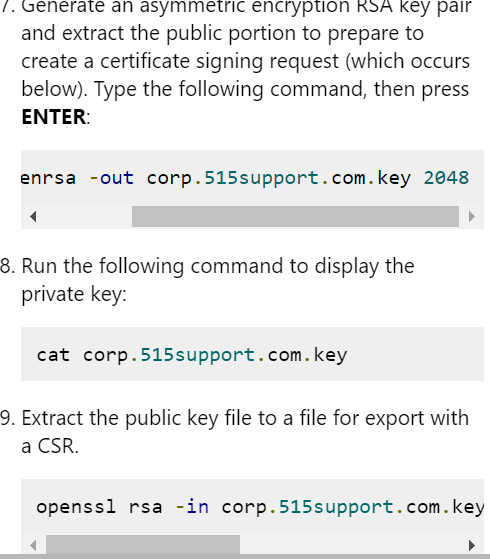 7. Generate an asymmetric encryption RSA key pair
and extract the public portion to prepare to
create a certificate signing request (which occurs
below). Type the following command, then press
ENTER:
enrsa -out corp.515support.com.key 2048
8. Run the following command to display the
private key:
cat corp.515support.com.key
9. Extract the public key file to a file for export with
a CSR.
openssl rsa -in corp.515support.com.key